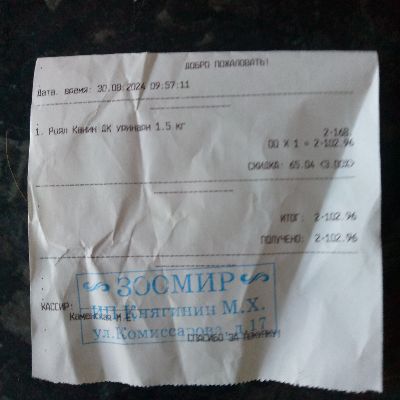 ДОБРО ПОЖАЛОВАТЬ!
Дата, время: 30.08.2024 09:57:11
1. Роял Канин ДК уринари 1.5 кг
2-168.
00 X 1 = 2-102.96
СКИДКА: 65.04 <3.00%>
ИТОГ: 2-102.96
ПОЛУЧЕНО: 2-102.96
ЗООМИР
КАССИР:
ИП Княгинин М.Х.
Каменская И.Е.
ул.Комиссарова, д.17
СПАСИБО ЗА ПОКУПКУ!